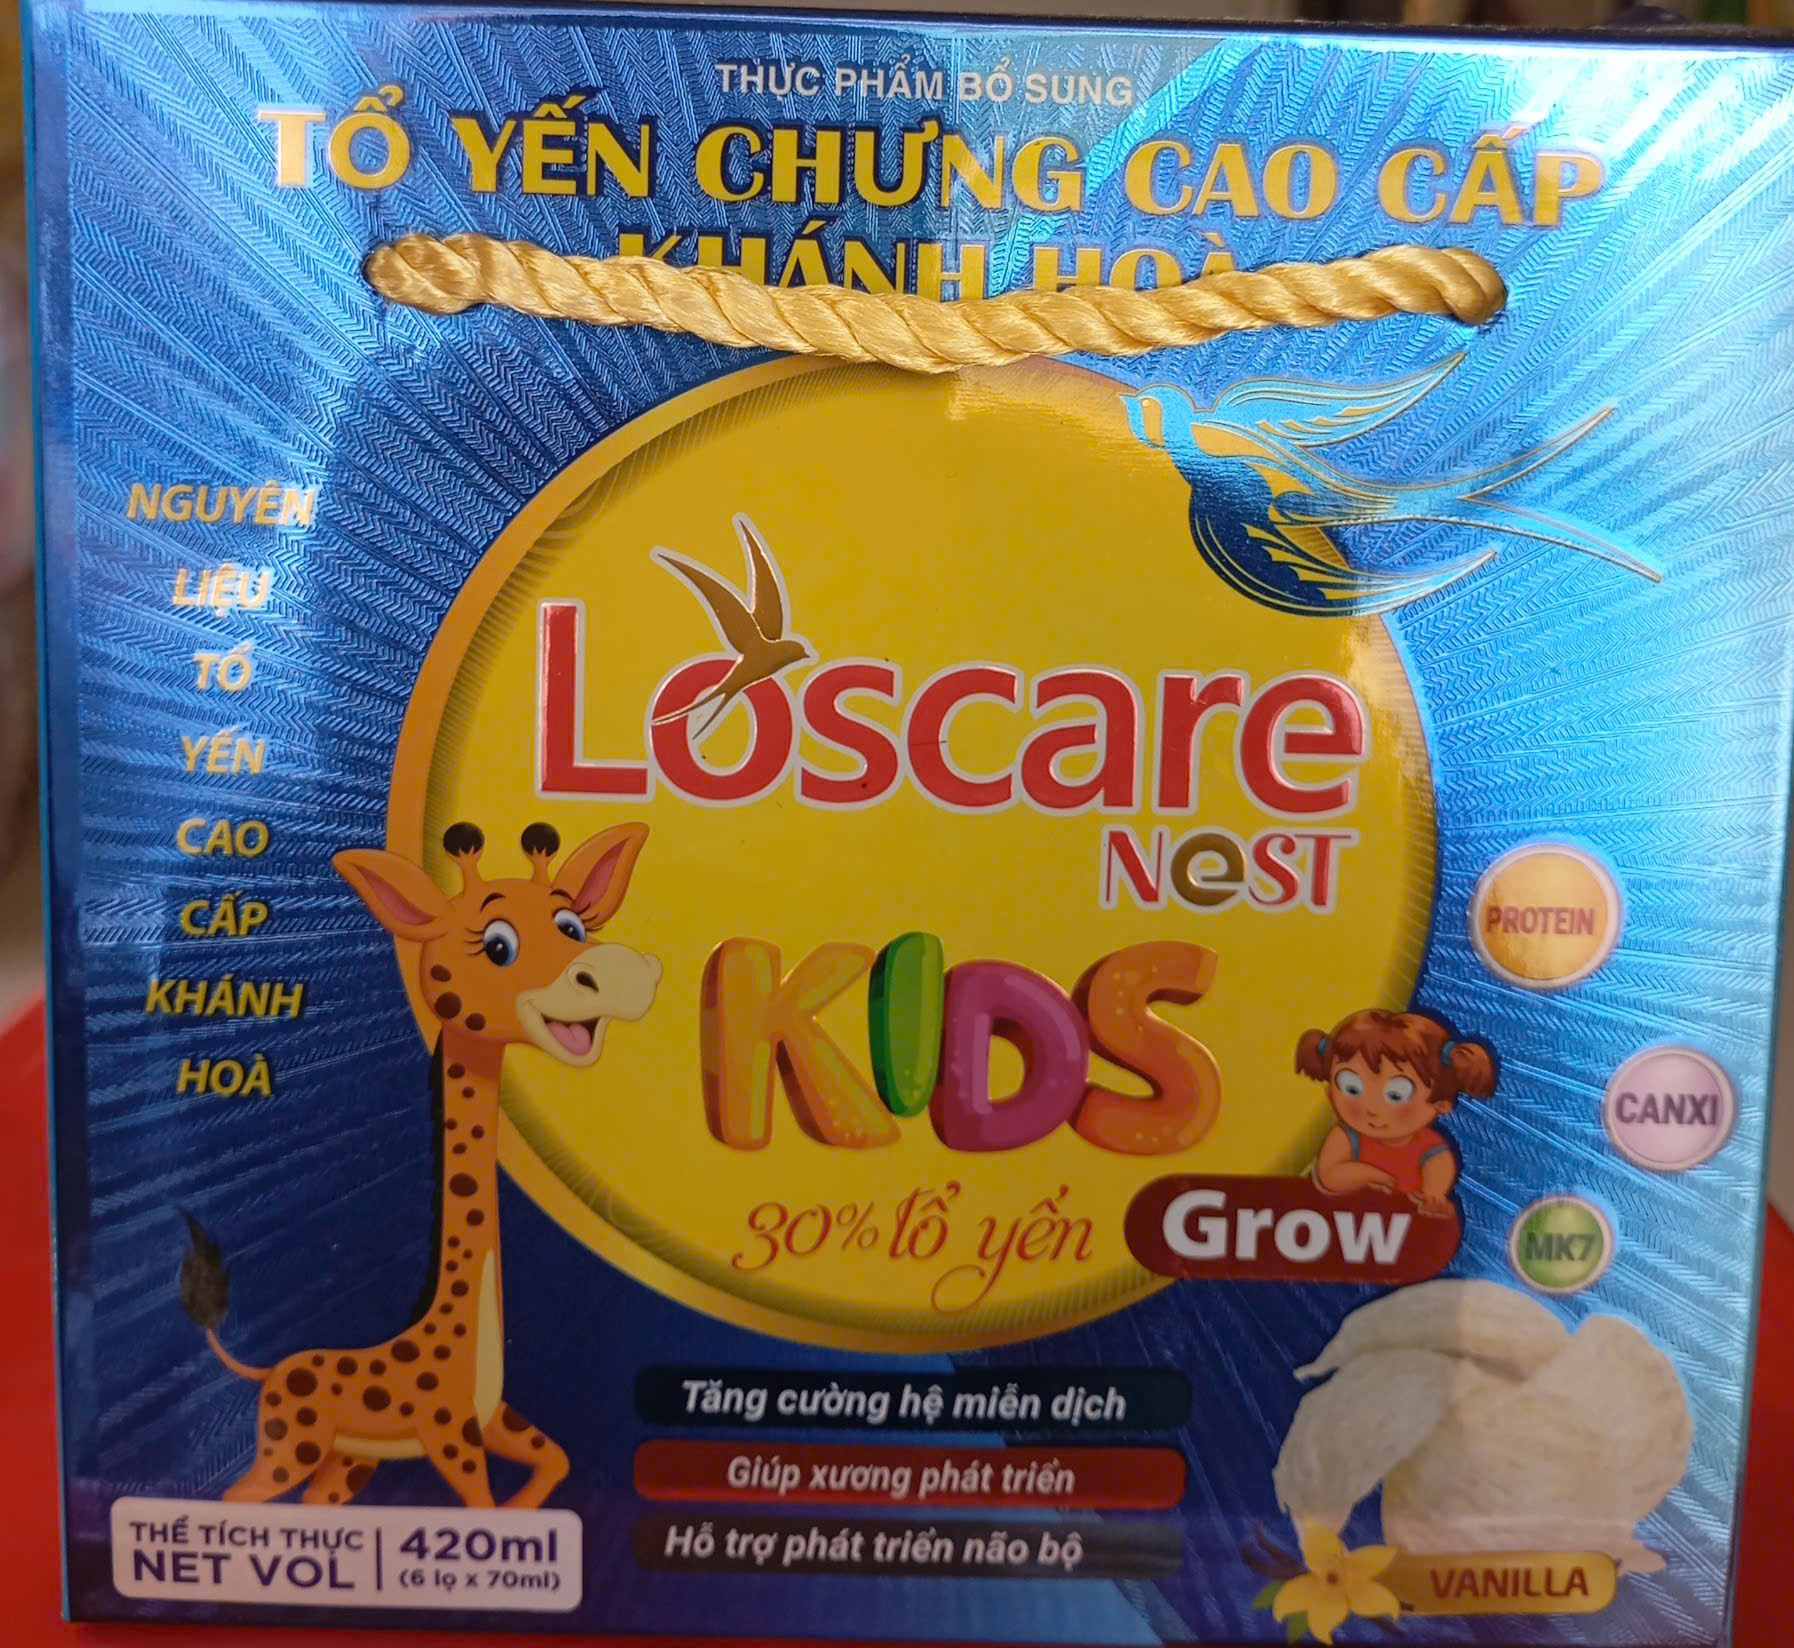 THỰC PHẨM BỔ SUNG
TỔ YẾN CHƯNG CAO CẤP
KHÁNH HOÀ
NGUYÊN
LIỆU
TỔ
YẾN
CAO
CẤP
KHÁNH
HOÀ
Loscare
NeST
KIDS
30% tổ yến
Grow
PROTEIN
CANXI
MK7
Tăng cường hệ miễn dịch
Giúp xương phát triển
Hỗ trợ phát triển não bộ
THỂ TÍCH THỰC
NET VOL
420ml
(6 lọ x 70ml)
VANILLA